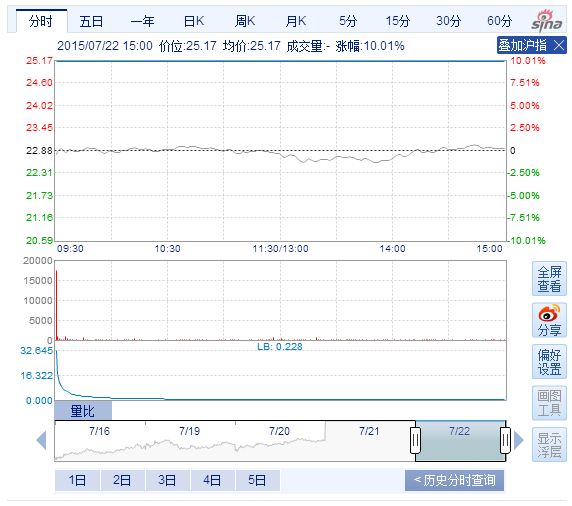 分时 五日 一年 日K 周K 月K 5分 15分 30分 60分 sina
2015/07/22 15:00 价位:25.17 均价:25.17 成交量:- 涨幅:10.01% 叠加沪指
25.17 10.01%
24.60 7.51%
24.02 5.00%
23.45 2.50%
22.88 0
22.31 -2.50%
21.73 -5.00%
21.16 -7.51%
20.59 -10.01%
09:30 10:30 11:30/13:00 14:00 15:00
20000
15000
10000
5000
0
LB: 0.228
32.645
16.322
0.000
量比
7/16 7/19 7/20 7/21 7/22
1日 2日 3日 4日 5日 < 历史分时查询
全屏
查看
分享
偏好
设置
画图
工具
显示
浮层